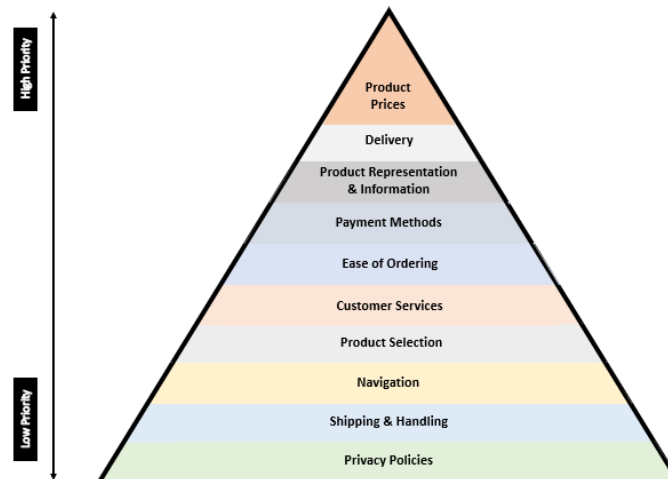 High Priority
Product
Prices
Delivery
Product Representation
& Information
Payment Methods
Ease of Ordering
Customer Services
Product Selection
Navigation
Shipping & Handling
Privacy Policies
Low Priority